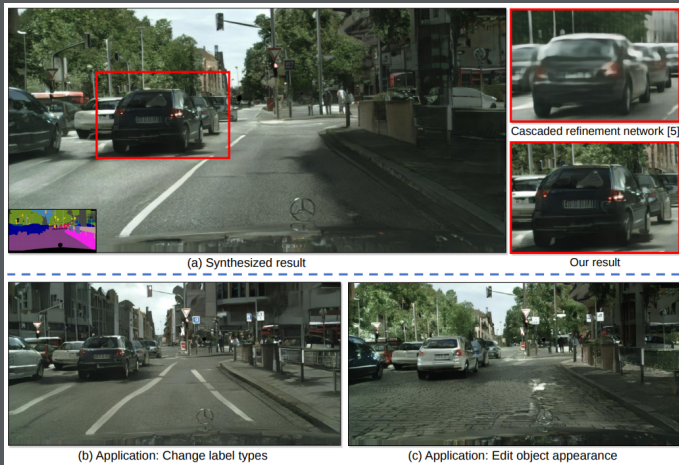 Cascaded refinement network [5]
(a) Synthesized result
Our result
(b) Application: Change label types
(c) Application: Edit object appearance